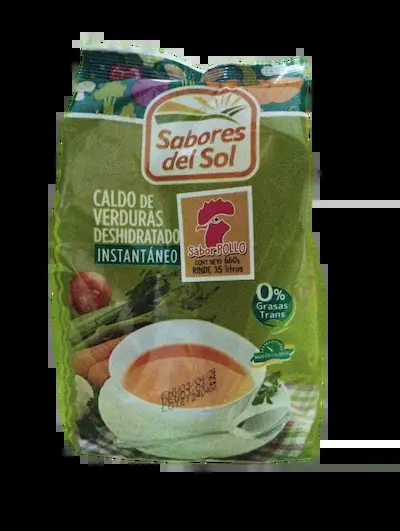 Sabores
del Sol
CALDO DE
VERDURAS
DESHIDRATADO
INSTANTÁNEO
Sabor POLLO
CONT NETO 660g
RINDE 35 litros
0%
Grasas
Trans